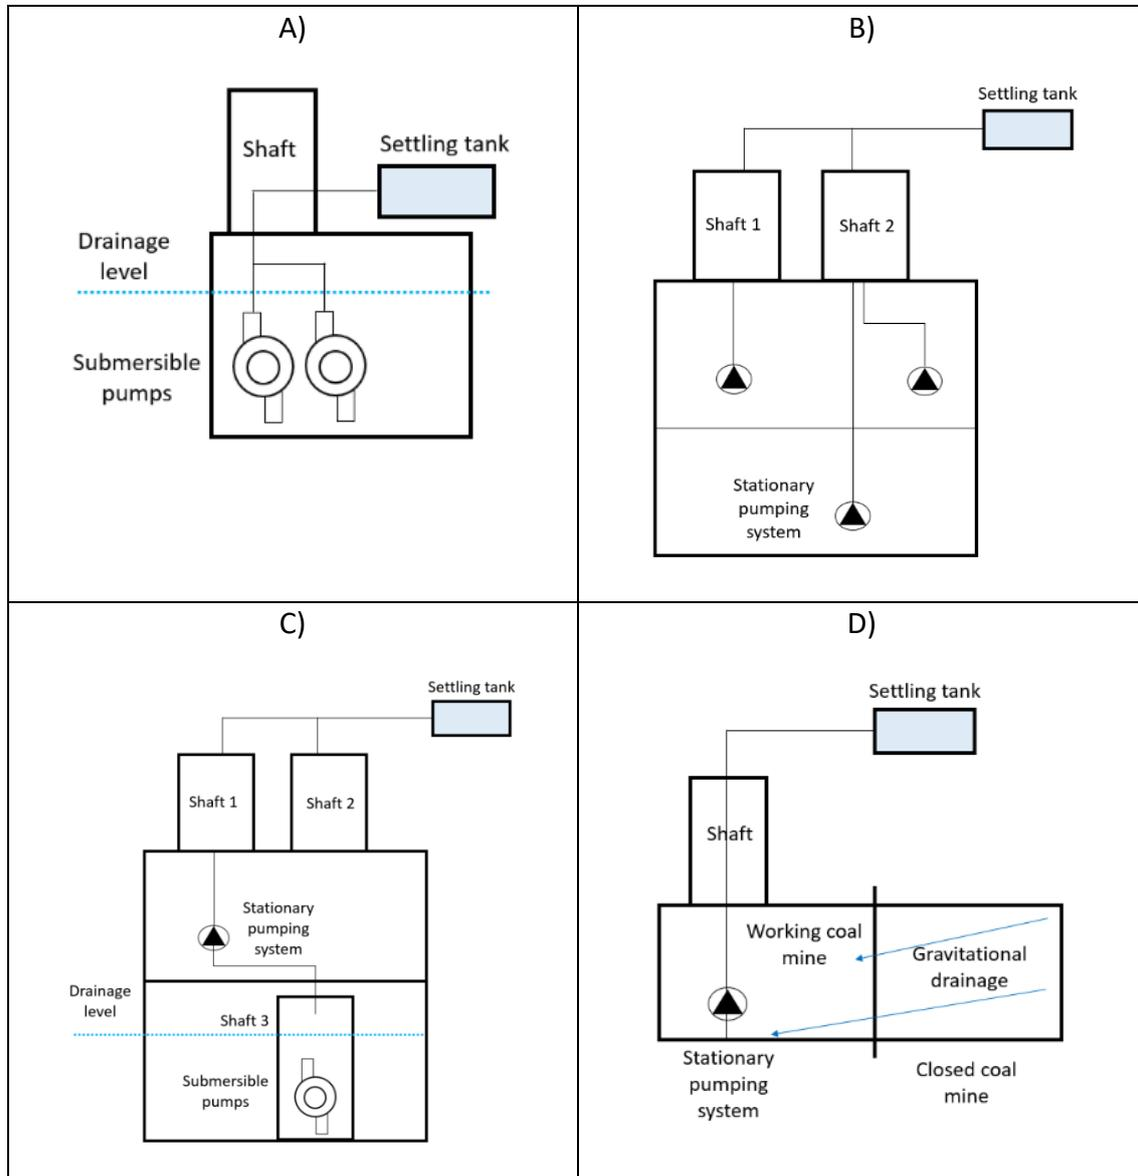 A)
Shaft
Settling tank
Drainage
level
Submersible
pumps
B)
Settling tank
Shaft 1
Shaft 2
Stationary
pumping
system
C)
Settling tank
Shaft 1
Shaft 2
Stationary
pumping
system
Drainage
level
Shaft 3
Submersible
pumps
D)
Settling tank
Shaft
Working coal
mine
Gravitational
drainage
Stationary
pumping
system
Closed coal
mine